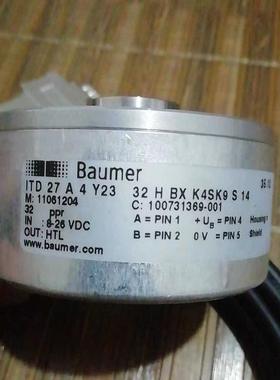 Baumer
ITD 27 A 4 Y23 32 H BX K4SK9 S 14
M: 11061204 C: 100731369-001
32 ppr A = PIN 1 + UB = PIN 4 Housing
IN 8-26 VDC B = PIN 2 0 V = PIN 5 Shield
OUT: HTL
www.baumer.com